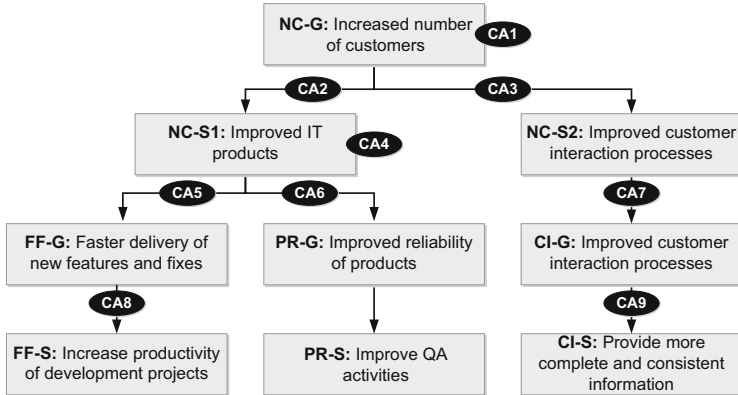 NC-G: Increased number
of customers
CA1
CA2
CA3
NC-S1: Improved IT
products
CA4
NC-S2: Improved customer
interaction processes
CA5
CA6
CA7
FF-G: Faster delivery of
new features and fixes
PR-G: Improved reliability
of products
CI-G: Improved customer
interaction processes
CA8
CA9
FF-S: Increase productivity
of development projects
PR-S: Improve QA
activities
CI-S: Provide more
complete and consistent
information